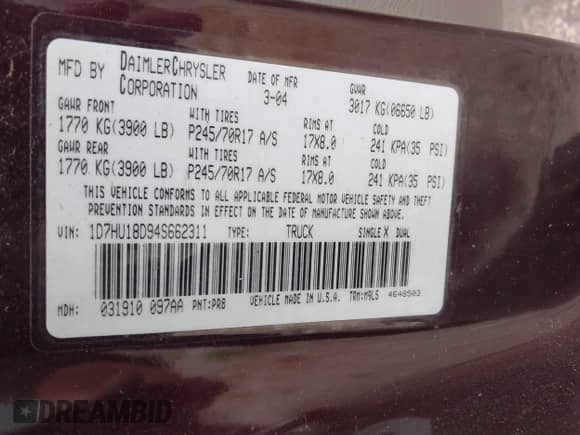 MFD BY DAIMLERCHRYSLER CORPORATION DATE OF MFR 3-04 GVWR 3017 KG(06650 LB)
GAWR FRONT WITH TIRES RIMS AT COLD
1770 KG(3900 LB) P245/70R17 A/S 17X8.0 241 KPA(35 PSI)
GAWR REAR WITH TIRES RIMS AT COLD
1770 KG(3900 LB) P245/70R17 A/S 17X8.0 241 KPA(35 PSI)
THIS VEHICLE CONFORMS TO ALL APPLICABLE FEDERAL MOTOR VEHICLE SAFETY AND THEFT
PREVENTION STANDARDS IN EFFECT ON THE DATE OF MANUFACTURE SHOWN ABOVE.
VIN: 1D7HU18D94S662311 TYPE: TRUCK SINGLE X DUAL
MDH: 031910 097AA PNT:PRB VEHICLE MADE IN U.S.A. TRM:M9L5 4648503
DREAMBID